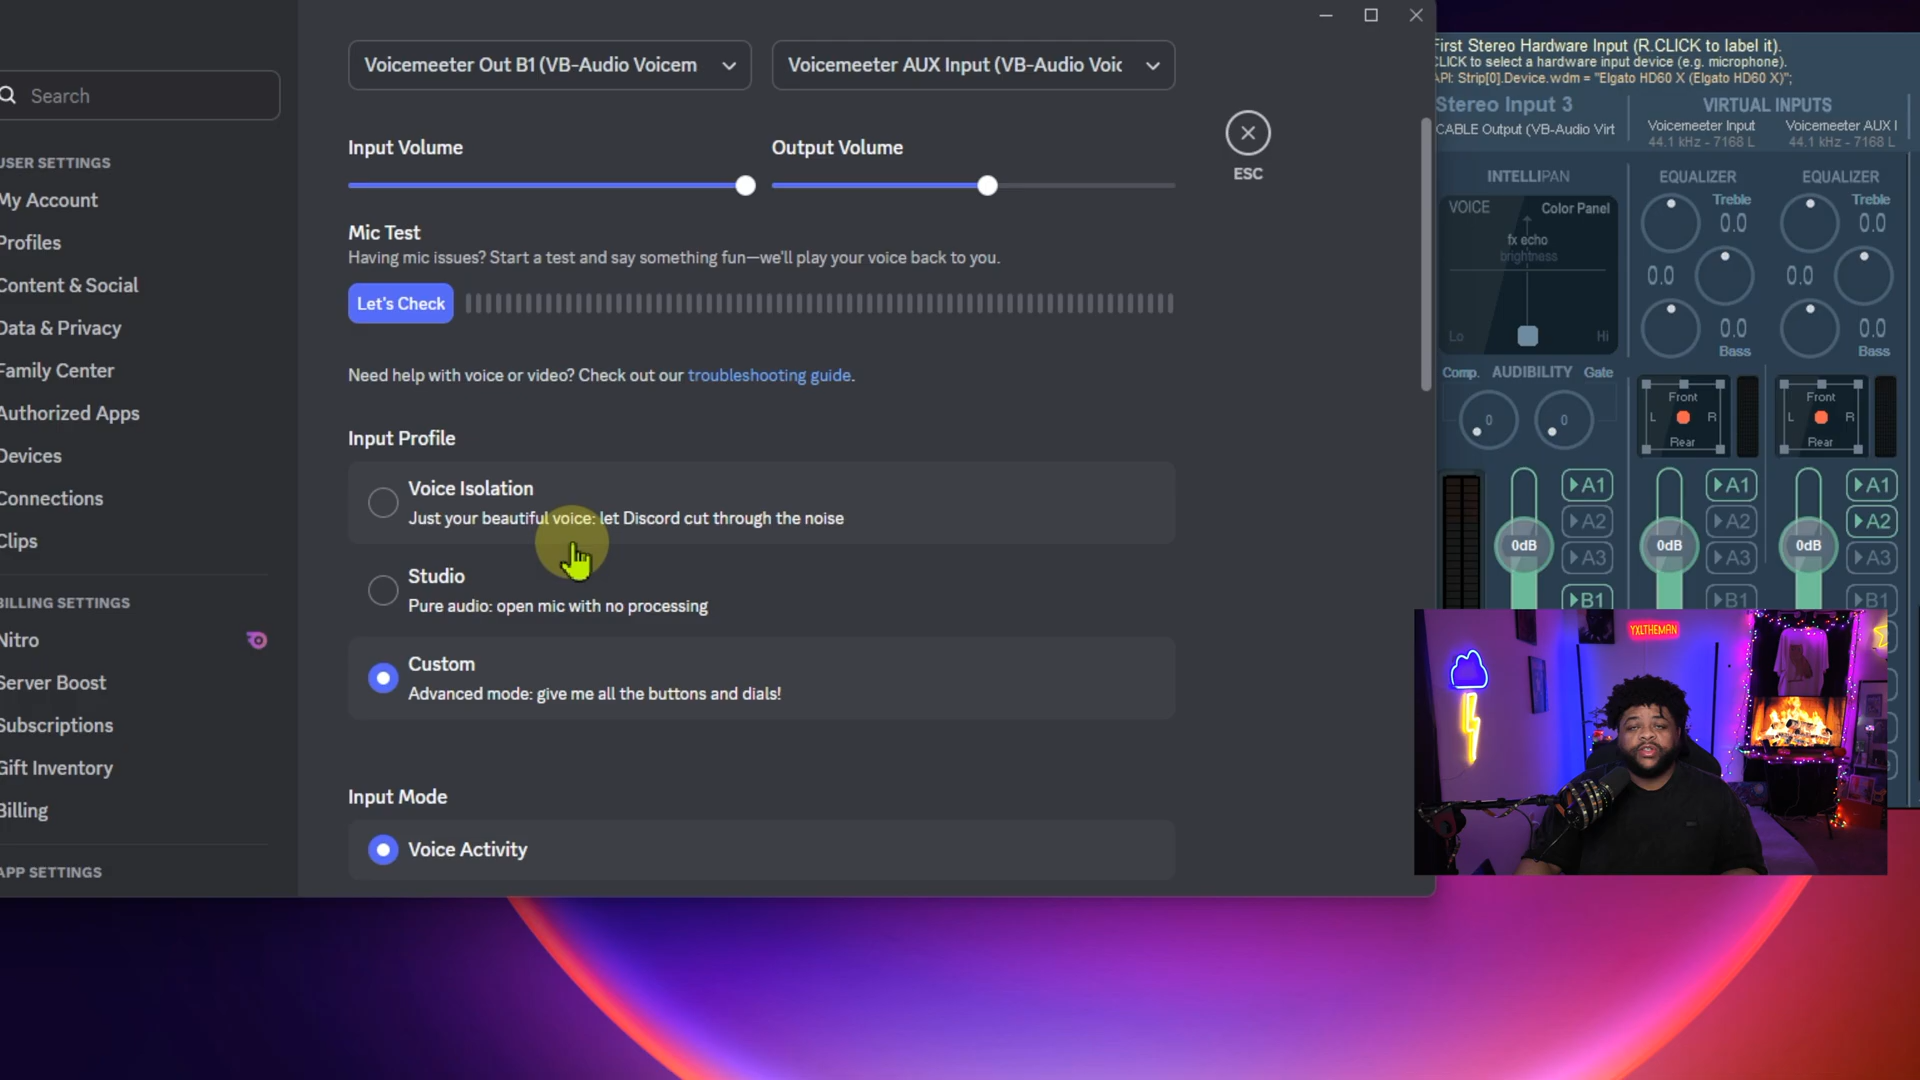 Voicemeeter Out B1 (VB-Audio Voicem
Voicemeeter AUX Input (VB-Audio Voic
Search
Input Volume
Output Volume
ESC
USER SETTINGS
My Account
Profiles
Content & Social
Data & Privacy
Family Center
Authorized Apps
Devices
Connections
Clips
BILLING SETTINGS
Nitro
Server Boost
Subscriptions
Gift Inventory
Billing
APP SETTINGS
Mic Test
Having mic issues? Start a test and say something fun—we'll play your voice back to you.
Let's Check
Need help with voice or video? Check out our troubleshooting guide.
Input Profile
Voice Isolation
Just your beautiful voice: let Discord cut through the noise
Studio
Pure audio: open mic with no processing
Custom
Advanced mode: give me all the buttons and dials!
Input Mode
Voice Activity
First Stereo Hardware Input (R.CLICK to label it).
CLICK to select a hardware input device (e.g. microphone).
API: Strip[0].Device.wdm = "Elgato HD60 X (Elgato HD60 X)";
Stereo Input 3
VIRTUAL INPUTS
CABLE Output (VB-Audio Virt
Voicemeeter Input
Voicemeeter AUX I
44.1 kHz - 7168 L
44.1 kHz - 7168 L
INTELLIPAN
EQUALIZER
EQUALIZER
VOICE
Color Panel
fx echo
brightness
Lo
Hi
Treble
0.0
0.0
0.0
Bass
Treble
0.0
0.0
0.0
Bass
Comp.
AUDIBILITY
Gate
0
0
Front
L
R
Rear
Front
L
R
Rear
0dB
A1
A2
A3
B1
0dB
A1
A2
A3
B1
0dB
A1
A2
A3
B1
YXLTHEMAN